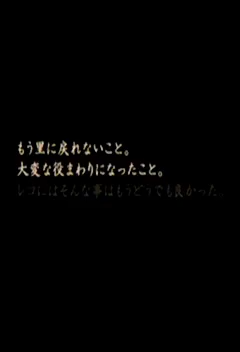 もう里に戻れないこと。
大変な役まわりになったこと。
レコにはそんな事はもうどうでも良かった。